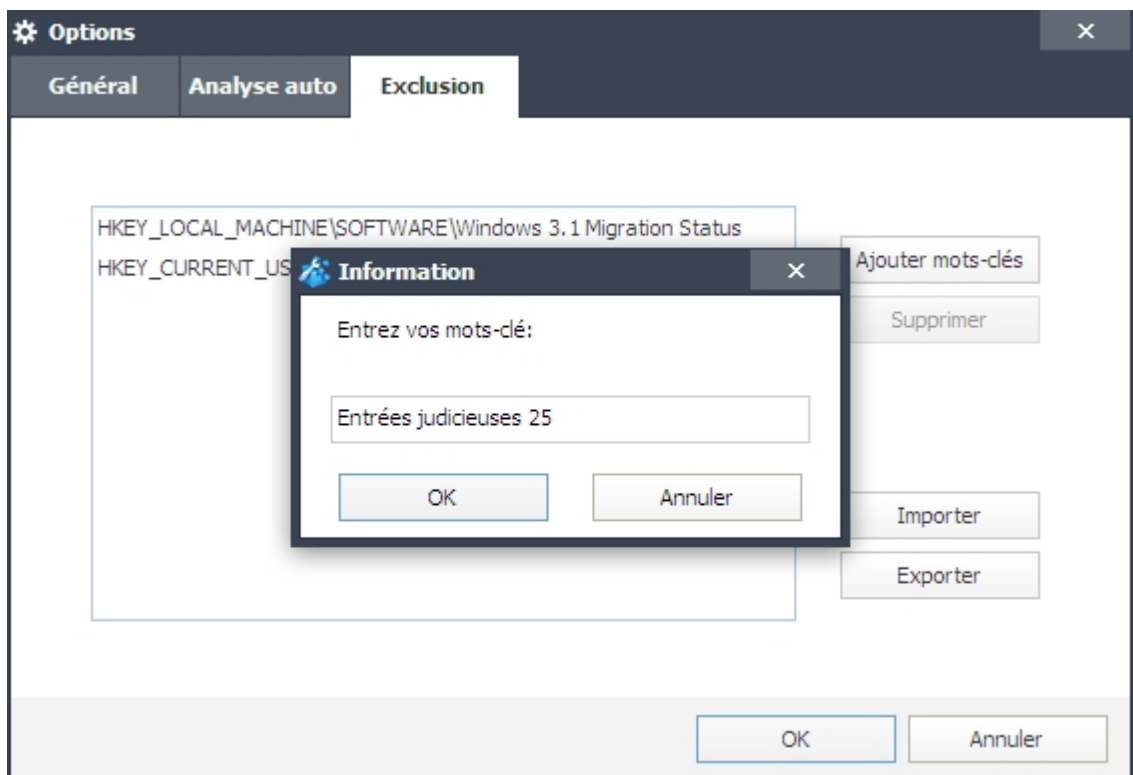 Options
Général Analyse auto Exclusion
HKEY_LOCAL_MACHINE\SOFTWARE\Windows 3.1 Migration Status
HKEY_CURRENT_US
Information
Entrez vos mots-clé:
Entrées judicieuses 25
OK Annuler
Ajouter mots-clés
Supprimer
Importer
Exporter
OK Annuler